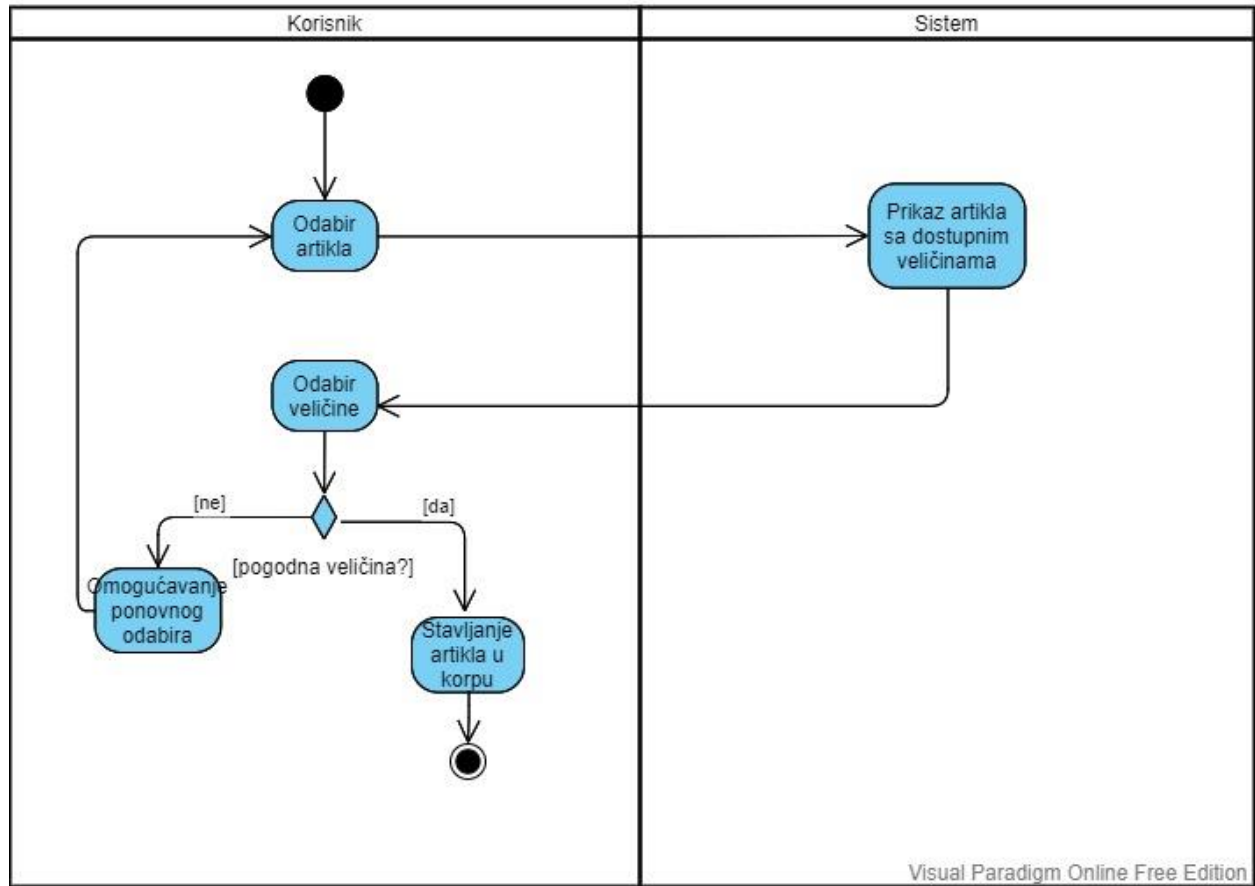 Korisnik
Sistem
Odabir
artikla
Prikaz artikla
sa dostupnim
veličinama
Odabir
veličine
[ne]
[da]
[pogodna veličina?]
Omogućavanje
ponovnog
odabira
Stavljanje
artikla u
korpu
Visual Paradigm Online Free Edition